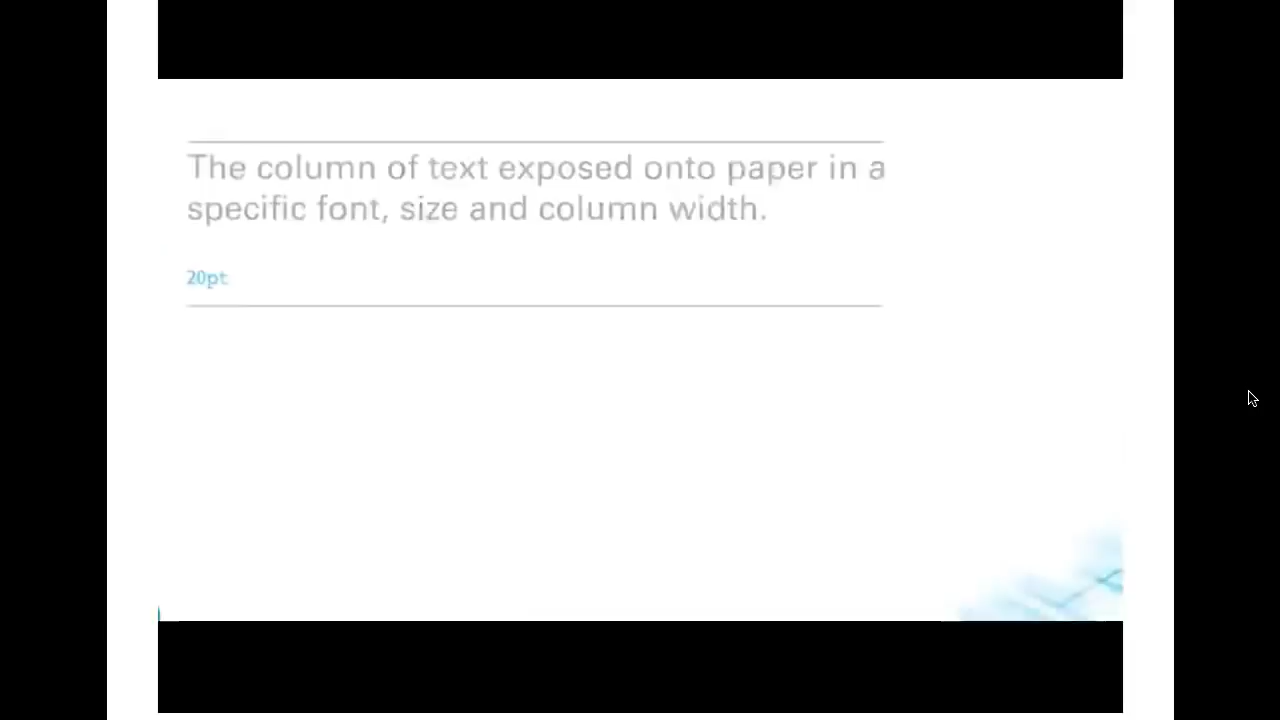 The column of text exposed onto paper in a
specific font, size and column width.
20pt